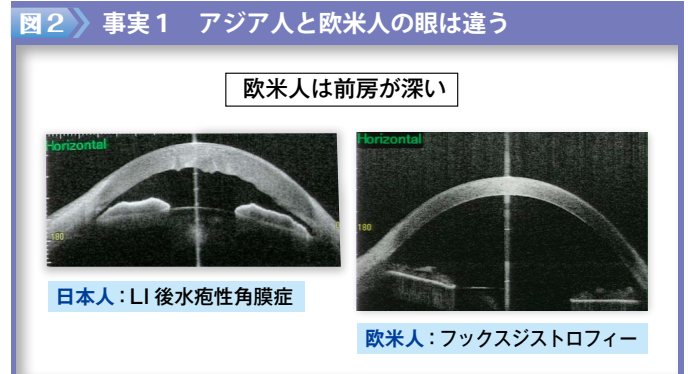 図2 事実1 アジア人と欧米人の眼は違う
欧米人は前房が深い
Horizontal
180
日本人：LI後水疱性角膜症
Horizontal
180
欧米人：フックスジストロフィー